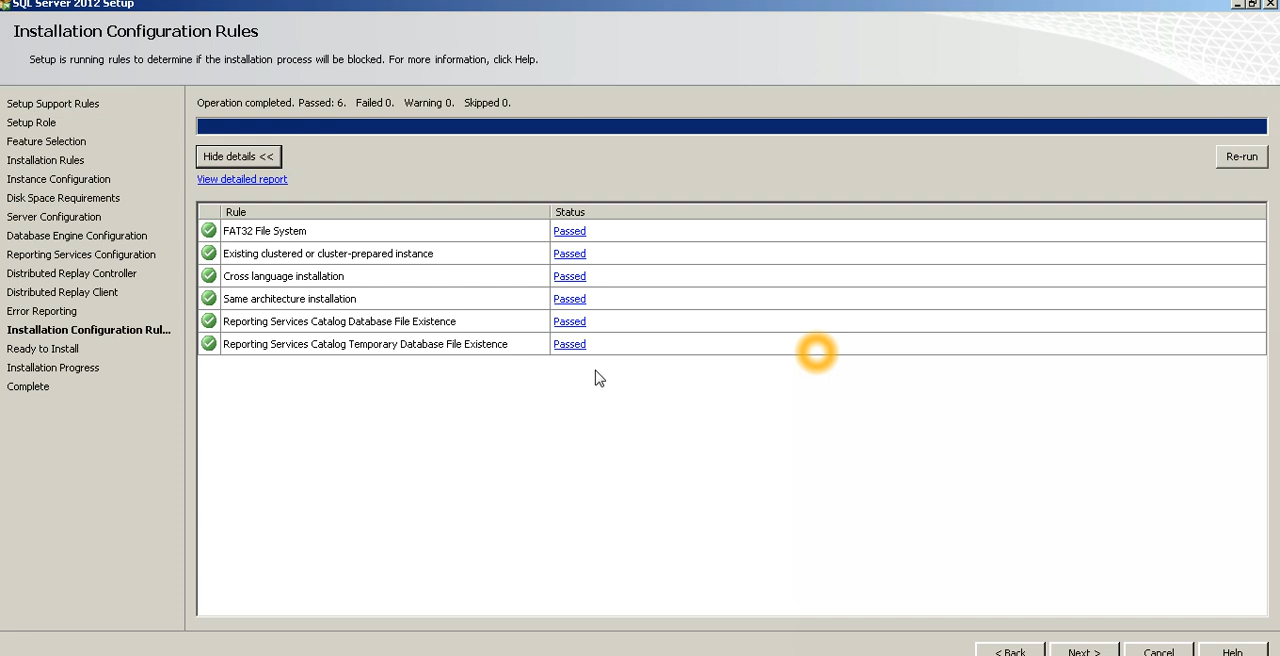 SQL Server 2012 Setup
Installation Configuration Rules
Setup is running rules to determine if the installation process will be blocked. For more information, click Help.
Setup Support Rules
Setup Role
Feature Selection
Installation Rules
Instance Configuration
Disk Space Requirements
Server Configuration
Database Engine Configuration
Reporting Services Configuration
Distributed Replay Controller
Distributed Replay Client
Error Reporting
Installation Configuration Rul...
Ready to Install
Installation Progress
Complete
Operation completed. Passed: 6. Failed 0. Warning 0. Skipped 0.
Hide details <<
Re-run
View detailed report
Rule Status
FAT32 File System Passed
Existing clustered or cluster-prepared instance Passed
Cross language installation Passed
Same architecture installation Passed
Reporting Services Catalog Database File Existence Passed
Reporting Services Catalog Temporary Database File Existence Passed
< Back Next > Cancel Help